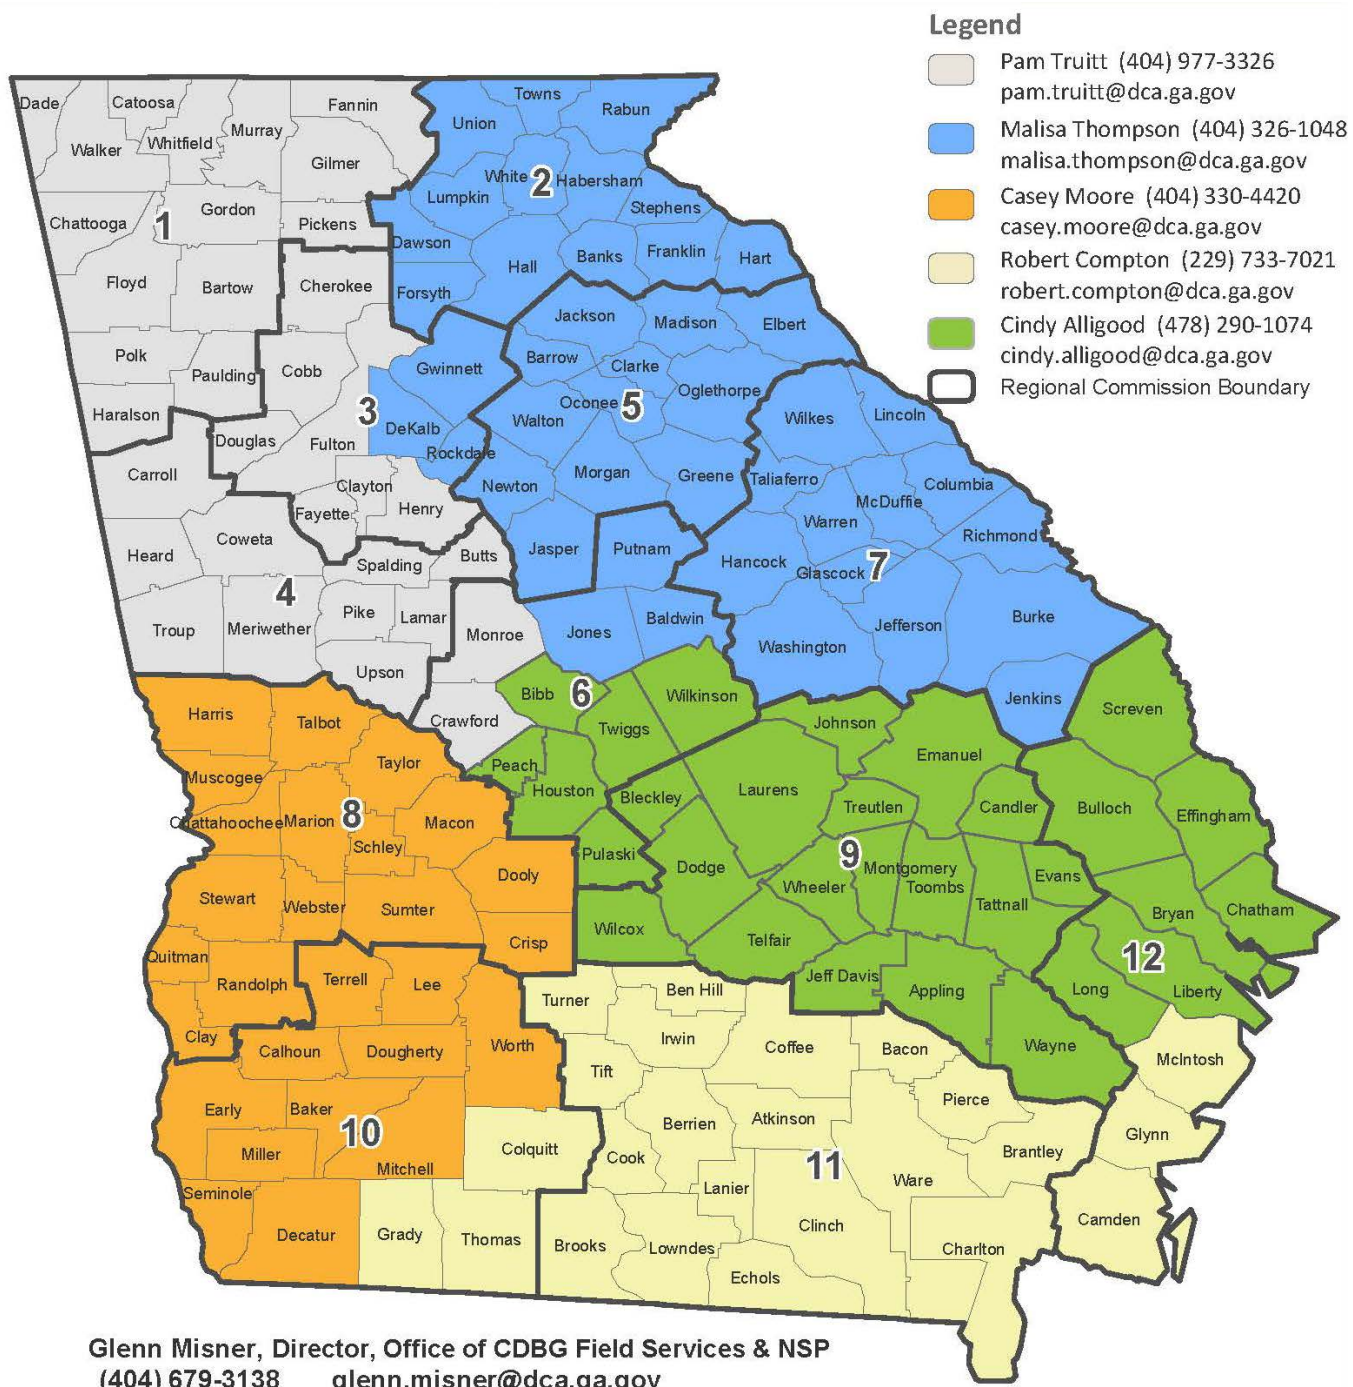 Legend
Pam Truitt (404) 977-3326
pam.truitt@dca.ga.gov
Malisa Thompson (404) 326-1048
malisa.thompson@dca.ga.gov
Casey Moore (404) 330-4420
casey.moore@dca.ga.gov
Robert Compton (229) 733-7021
robert.compton@dca.ga.gov
Cindy Alligood (478) 290-1074
cindy.alligood@dca.ga.gov
Regional Commission Boundary
Dade
Catoosa
Fannin
Walker
Whitfield
Murray
Gilmer
Chattooga
1
Gordon
Pickens
Floyd
Bartow
Polk
Paulding
Haralson
Towns
Rabun
Union
White
2
Habersham
Lumpkin
Stephens
Dawson
Hall
Banks
Franklin
Hart
Forsyth
Cherokee
Cobb
Gwinnett
3
DeKalb
Douglas
Fulton
Rockdale
Clayton
Fayette
Henry
Jackson
Madison
Elbert
Barrow
Clarke
Oconee
5
Oglethorpe
Walton
Morgan
Greene
Newton
Jasper
Carroll
Heard
Coweta
Spalding
Butts
4
Troup
Meriwether
Pike
Lamar
Upson
Wilkes
Lincoln
Taliaferro
McDuffie
Columbia
Warren
Richmond
Hancock
Glascock
7
Washington
Jefferson
Burke
Jenkins
Putnam
Monroe
Jones
Baldwin
Crawford
Bibb
6
Wilkinson
Twiggs
Peach
Houston
Pulaski
Harris
Talbot
Taylor
Muscogee
Chattahoochee
Marion
8
Macon
Schley
Dooly
Stewart
Webster
Sumter
Crisp
Quitman
Randolph
Clay
Johnson
Emanuel
Bleckley
Laurens
Treutlen
Candler
9
Dodge
Wheeler
Montgomery
Toombs
Evans
Tattnall
Wilcox
Telfair
Jeff Davis
Appling
Wayne
Screven
Bulloch
Effingham
Bryan
Chatham
12
Long
Liberty
McIntosh
Glynn
Camden
Terrell
Lee
Calhoun
Dougherty
Worth
Early
Baker
10
Miller
Mitchell
Colquitt
Seminole
Decatur
Grady
Thomas
Turner
Ben Hill
Irwin
Coffee
Bacon
Tift
Pierce
Berrien
Atkinson
Brantley
Cook
11
Ware
Lanier
Clinch
Brooks
Lowndes
Charlton
Echols
Glenn Misner, Director, Office of CDBG Field Services & NSP
(404) 679-3138 glenn.misner@dca.ga.gov